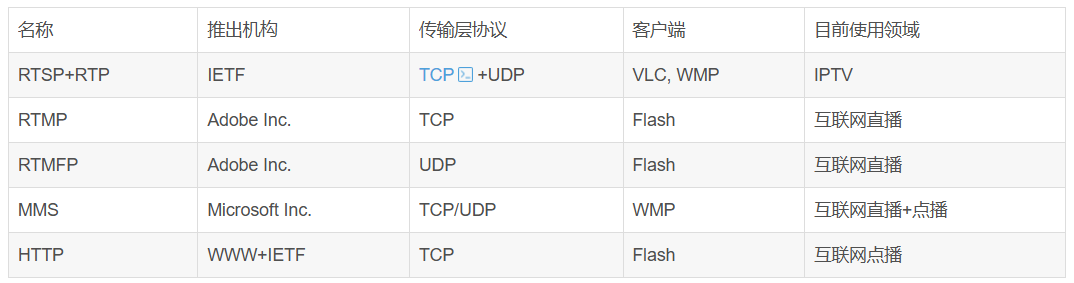 名称 推出机构 传输层协议 客户端 目前使用领域
RTSP+RTP IETF TCP +UDP VLC, WMP IPTV
RTMP Adobe Inc. TCP Flash 互联网直播
RTMFP Adobe Inc. UDP Flash 互联网直播
MMS Microsoft Inc. TCP/UDP WMP 互联网直播+点播
HTTP WWW+IETF TCP Flash 互联网点播